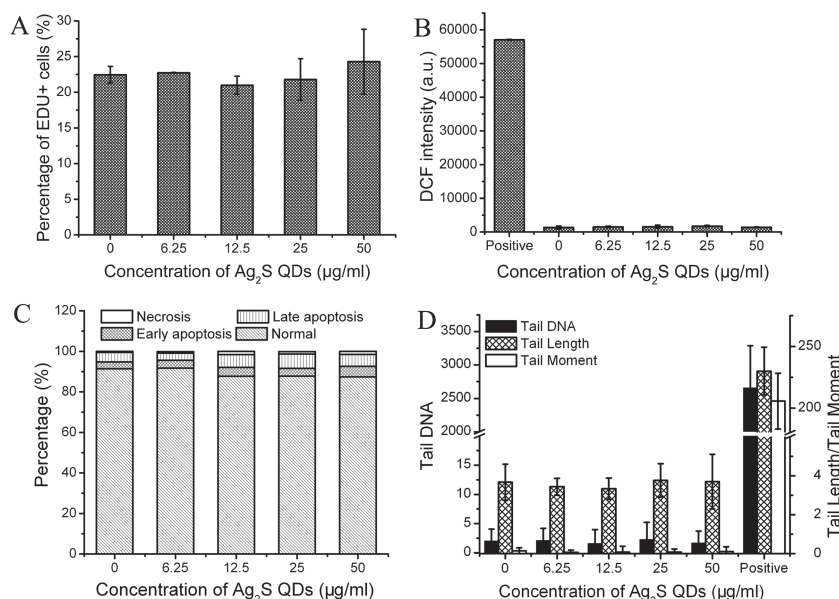 A
Percentage of EDU+ cells (%)
30
25
20
15
10
5
0
0 6.25 12.5 25 50
Concentration of Ag₂S QDs (µg/ml)
B
DCF intensity (a.u.)
60000
50000
40000
30000
20000
10000
0
Positive 0 6.25 12.5 25 50
Concentration of Ag₂S QDs (µg/ml)
C
Percentage (%)
120
100
80
60
40
20
0
Necrosis Late apoptosis
Early apoptosis Normal
0 6.25 12.5 25 50
Concentration of Ag₂S QDs (µg/ml)
D
Tail DNA
3500
3000
2500
2000
15
10
5
0
Tail DNA
Tail Length
Tail Moment
250
200
4
2
0
Tail Length/Tail Moment
0 6.25 12.5 25 50 Positive
Concentration of Ag₂S QDs (µg/ml)